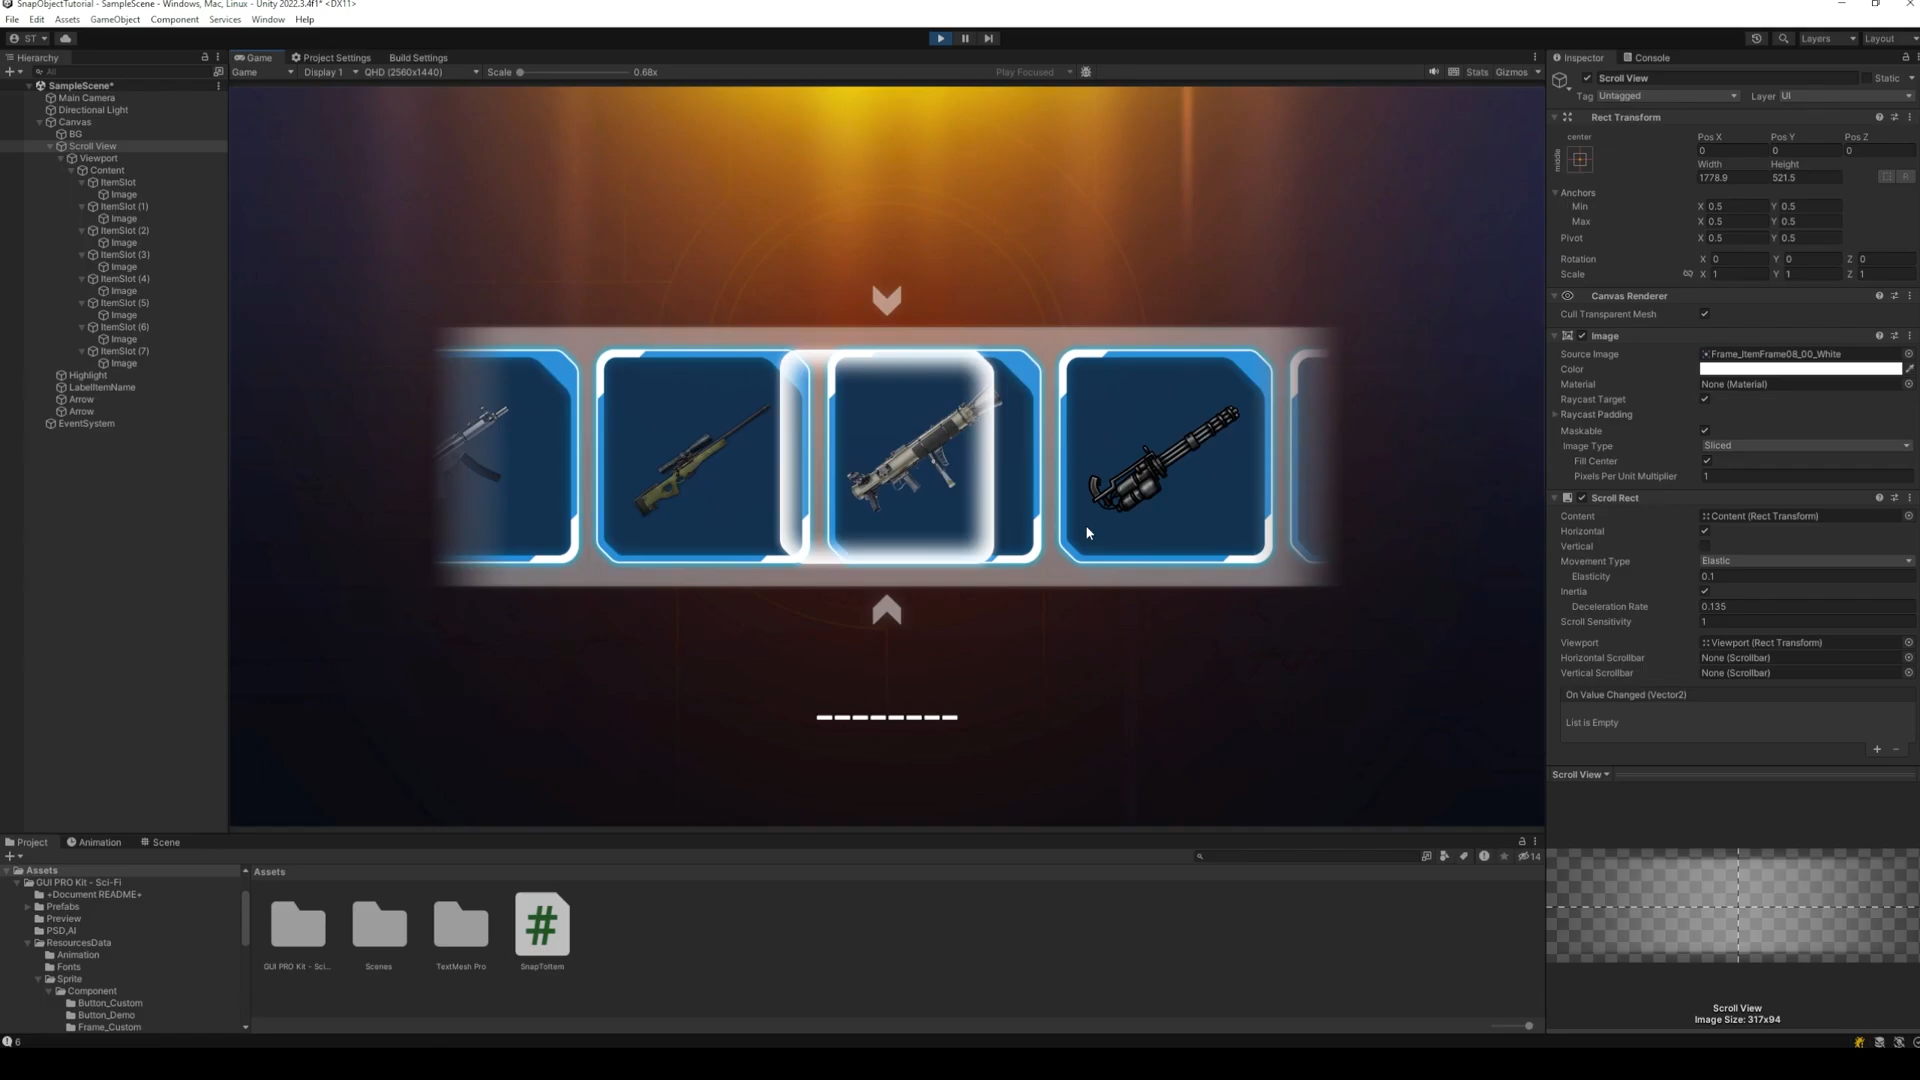 SnapObjectTutorial - SampleScene - Windows, Mac, Linux - Unity 2022.3.4f1* <DX11>
File Edit Assets GameObject Component Services Window Help
ST Layers Layout
Hierarchy Game Project Settings Build Settings Inspector Console
All Game Display 1 QHD (2560x1440) Scale 0.68x Play Focused Stats Gizmos
SampleScene*
Main Camera
Directional Light
Canvas
BG
Scroll View
Viewport
Content
ItemSlot
Image
ItemSlot (1)
Image
ItemSlot (2)
Image
ItemSlot (3)
Image
ItemSlot (4)
Image
ItemSlot (5)
Image
ItemSlot (6)
Image
ItemSlot (7)
Image
Highlight
LabelItemName
Arrow
Arrow
EventSystem
Scroll View Static
Tag Untagged Layer UI
Rect Transform
center Pos X Pos Y Pos Z
middle 0 0 0
Width Height
1778.9 521.5 R
Anchors
Min X 0.5 Y 0.5
Max X 0.5 Y 0.5
Pivot X 0.5 Y 0.5
Rotation X 0 Y 0 Z 0
Scale X 1 Y 1 Z 1
Canvas Renderer
Cull Transparent Mesh
Image
Source Image Frame_ItemFrame08_00_White
Color
Material None (Material)
Raycast Target
Raycast Padding
Maskable
Image Type Sliced
Fill Center
Pixels Per Unit Multiplier 1
Scroll Rect
Content Content (Rect Transform)
Horizontal
Vertical
Movement Type Elastic
Elasticity 0.1
Inertia
Deceleration Rate 0.135
Scroll Sensitivity 1
Viewport Viewport (Rect Transform)
Horizontal Scrollbar None (Scrollbar)
Vertical Scrollbar None (Scrollbar)
On Value Changed (Vector2)
List is Empty
Scroll View
Project Animation Scene
14
Assets
GUI PRO Kit - Sci-Fi
+Document README+
Prefabs
Preview
PSD,AI
ResourcesData
Animation
Fonts
Sprite
Component
Button_Custom
Button_Demo
Frame_Custom
Assets
GUI PRO Kit - Sci... Scenes TextMesh Pro SnapToItem
#
Scroll View
Image Size: 317x94
6